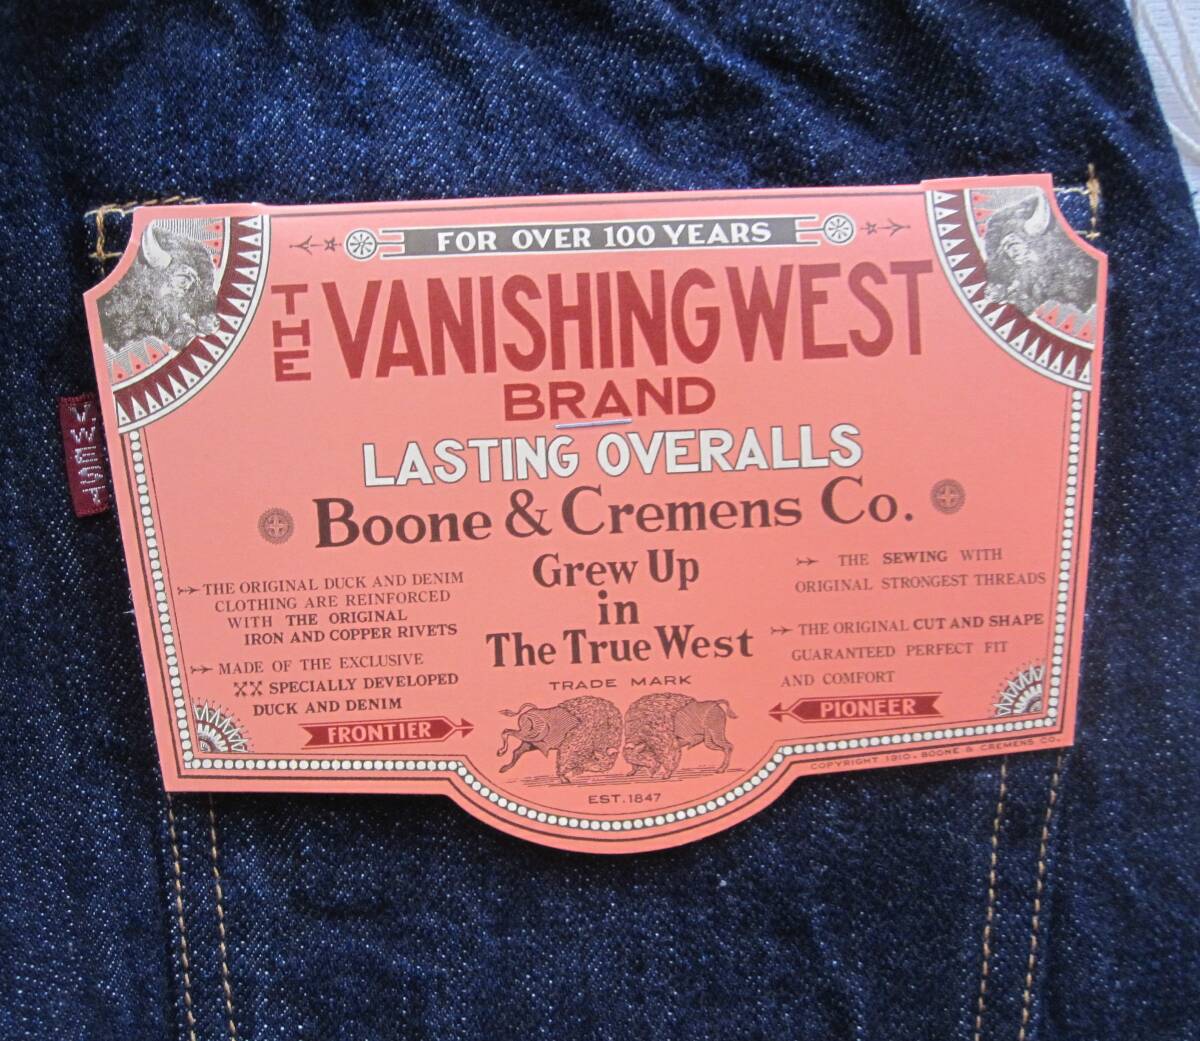 FOR OVER 100 YEARS
THE VANISHING WEST
BRAND
LASTING OVERALLS
Boone & Cremens Co.
Grew Up
in
The True West
THE ORIGINAL DUCK AND DENIM
CLOTHING ARE REINFORCED
WITH THE ORIGINAL
IRON AND COPPER RIVETS
MADE OF THE EXCLUSIVE
XX SPECIALLY DEVELOPED
DUCK AND DENIM
FRONTIER
THE SEWING WITH
ORIGINAL STRONGEST THREADS
THE ORIGINAL CUT AND SHAPE
GUARANTEED PERFECT FIT
AND COMFORT
PIONEER
TRADE MARK
EST. 1847
COPYRIGHT 1910. BOONE & CREMENS CO.
V.WEST